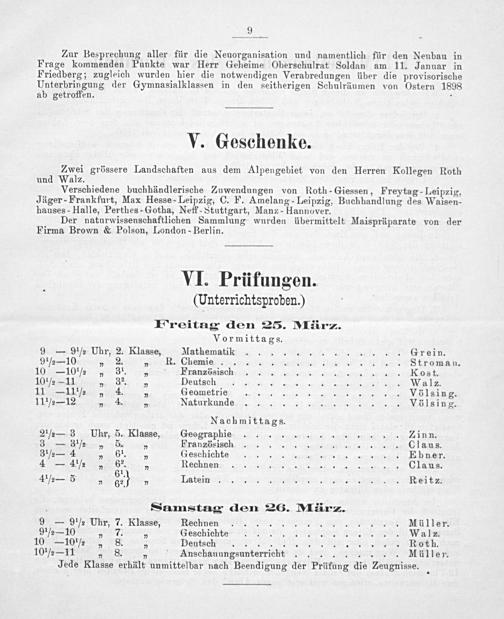 9
Zur Besprechung aller für die Neuorganisation und namentlich für den Neubau in
Frage kommenden Punkte war Herr Geheime Oberschulrat Soldan am 11. Januar in
Friedberg; zugleich wurden hier die notwendigen Verabredungen über die provisorische
Unterbringung der Gymnasialklassen in den seitherigen Schulräumen von Ostern 1898
ab getroffen.
V. Geschenke.
Zwei grössere Landschaften aus dem Alpengebiet von den Herren Kollegen Roth
und Walz.
Verschiedene buchhändlerische Zuwendungen von Roth-Giessen, Freytag-Leipzig,
Jäger-Frankfurt, Max Hesse-Leipzig, C. F. Amelang-Leipzig, Buchhandlung des Waisen-
hauses-Halle, Perthes-Gotha, Neff-Stuttgart, Manz-Hannover.
Der naturwissenschaftlichen Sammlung wurden übermittelt Maispräparate von der
Firma Brown & Polson, London-Berlin.
VI. Prüfungen.
(Unterrichtsproben.)
Freitag den 25. März.
Vormittags.
9 — 9½ Uhr, 2. Klasse, Mathematik . . . . . . . . . . . . . Grein.
9½—10 „ 2. „ R. Chemie . . . . . . . . . . . . . Stromau.
10 —10½ „ 3¹. „ Französisch . . . . . . . . . . . . . Kost.
10½—11 „ 3². „ Deutsch . . . . . . . . . . . . . Walz.
11 —11½ „ 4. „ Geometrie . . . . . . . . . . . . . Völsing.
11½—12 „ 4. „ Naturkunde . . . . . . . . . . . . . Völsing.
Nachmittags.
2½— 3 Uhr, 5. Klasse, Geographie . . . . . . . . . . . . . Zinn.
3 — 3½ „ 5. „ Französisch . . . . . . . . . . . . . Claus.
3½— 4 „ 6¹. „ Geschichte . . . . . . . . . . . . . Ebner.
4 — 4½ „ 6². „ Rechnen . . . . . . . . . . . . . Claus.
4½— 5 „ 6¹.} 6².} „ Latein . . . . . . . . . . . . . Reitz.
Samstag den 26. März.
9 — 9½ Uhr, 7. Klasse, Rechnen . . . . . . . . . . . . . Müller.
9½—10 „ 7. „ Geschichte . . . . . . . . . . . . . Walz.
10 —10½ „ 8. „ Deutsch . . . . . . . . . . . . . Roth.
10½—11 „ 8. „ Anschauungsunterricht . . . . . . . . . . Müller.
Jede Klasse erhält unmittelbar nach Beendigung der Prüfung die Zeugnisse.